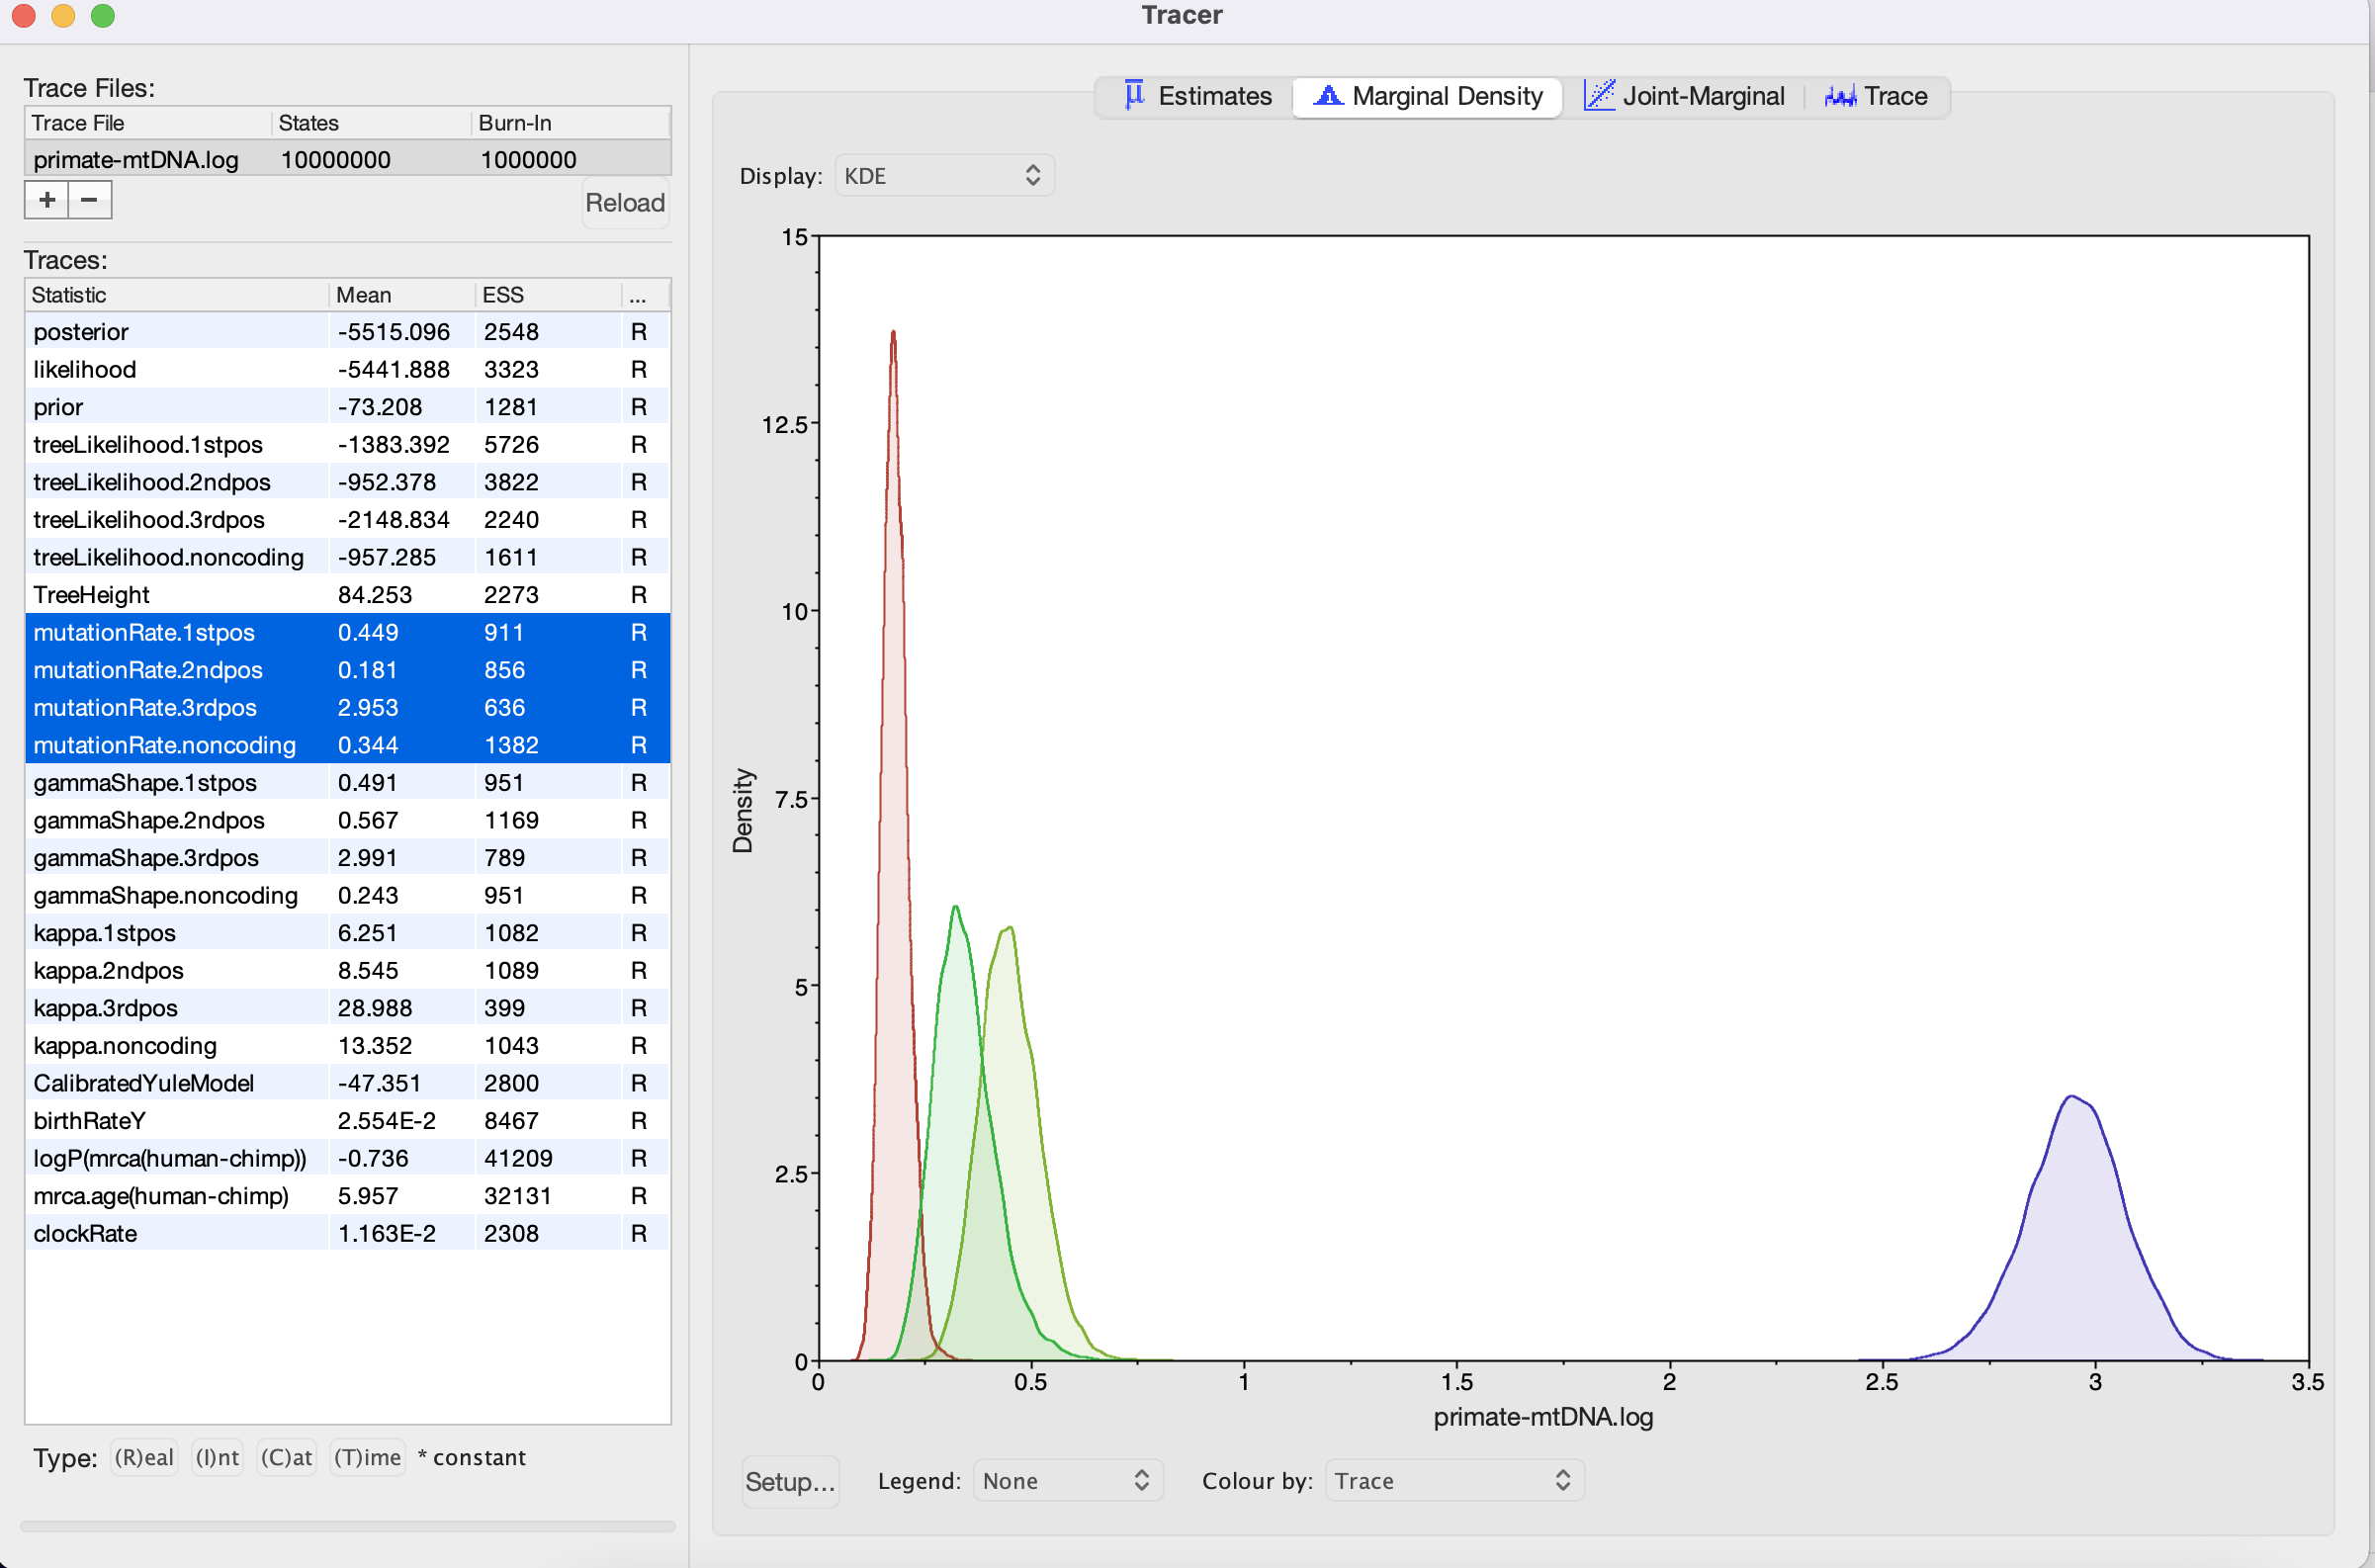 Tracer
Trace Files:
Trace File States Burn-In
primate-mtDNA.log 10000000 1000000
+ − Reload
Traces:
Statistic Mean ESS ...
posterior -5515.096 2548 R
likelihood -5441.888 3323 R
prior -73.208 1281 R
treeLikelihood.1stpos -1383.392 5726 R
treeLikelihood.2ndpos -952.378 3822 R
treeLikelihood.3rdpos -2148.834 2240 R
treeLikelihood.noncoding -957.285 1611 R
TreeHeight 84.253 2273 R
mutationRate.1stpos 0.449 911 R
mutationRate.2ndpos 0.181 856 R
mutationRate.3rdpos 2.953 636 R
mutationRate.noncoding 0.344 1382 R
gammaShape.1stpos 0.491 951 R
gammaShape.2ndpos 0.567 1169 R
gammaShape.3rdpos 2.991 789 R
gammaShape.noncoding 0.243 951 R
kappa.1stpos 6.251 1082 R
kappa.2ndpos 8.545 1089 R
kappa.3rdpos 28.988 399 R
kappa.noncoding 13.352 1043 R
CalibratedYuleModel -47.351 2800 R
birthRateY 2.554E-2 8467 R
logP(mrca(human-chimp)) -0.736 41209 R
mrca.age(human-chimp) 5.957 32131 R
clockRate 1.163E-2 2308 R
Type: (R)eal (I)nt (C)at (T)ime * constant
μ Estimates Marginal Density Joint-Marginal Trace
Display: KDE
15
12.5
10
7.5
5
2.5
0
Density
0 0.5 1 1.5 2 2.5 3 3.5
primate-mtDNA.log
Setup... Legend: None Colour by: Trace